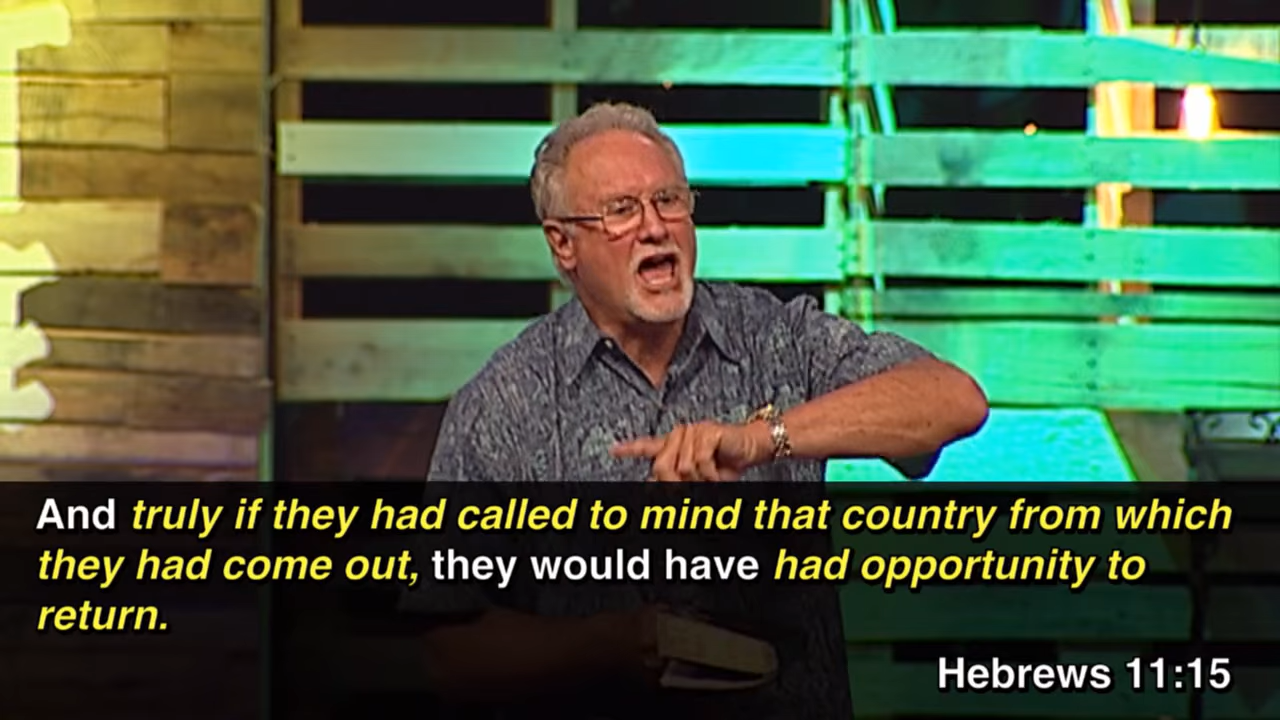 And truly if they had called to mind that country from which
they had come out, they would have had opportunity to
return.
Hebrews 11:15